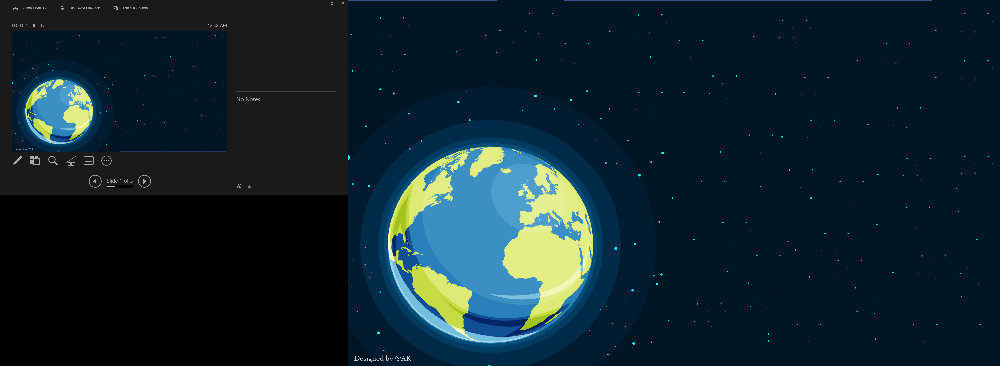 SHOW TASKBAR
DISPLAY SETTINGS ▾
END SLIDE SHOW
0:00:02
12:58 AM
Designed by @AK
Slide 1 of 3
No Notes.
A A
Designed by @AK